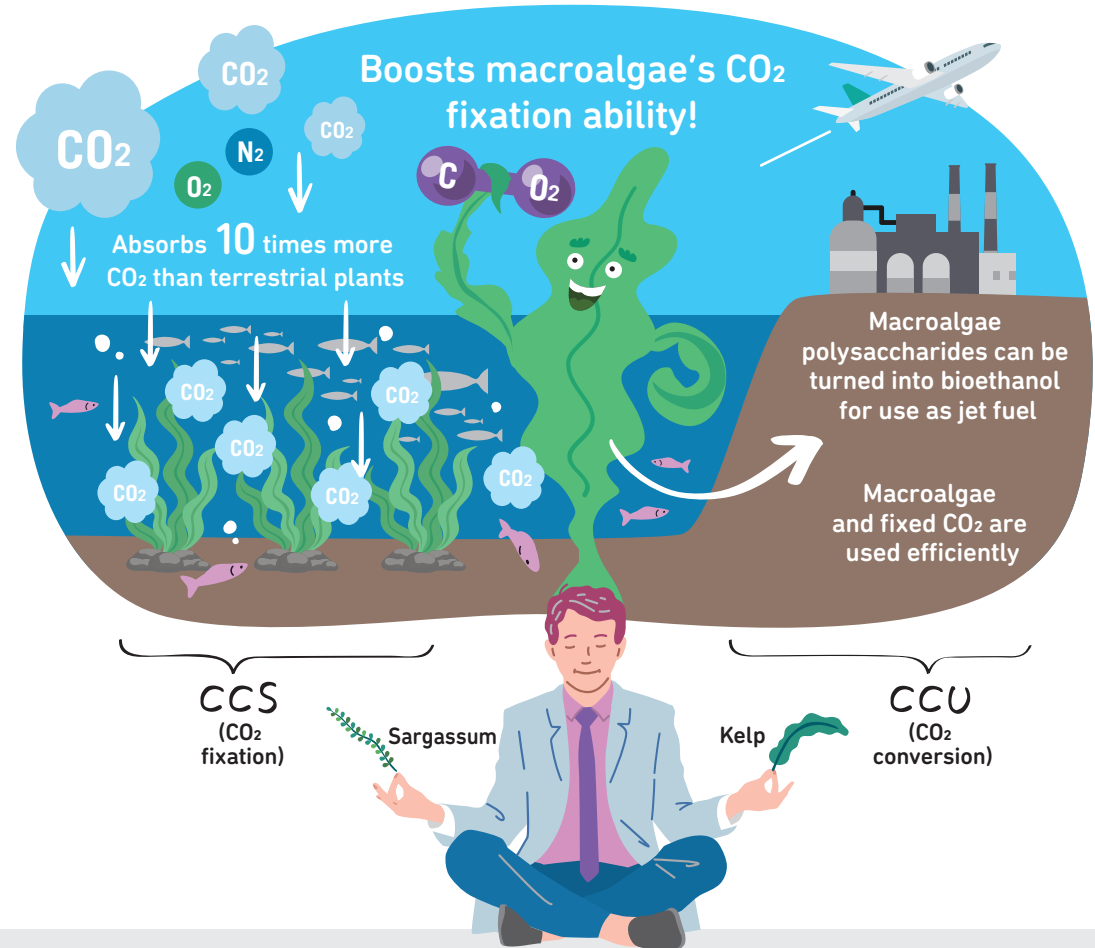 Boosts macroalgae's CO₂
fixation ability!
CO₂
CO₂
CO₂
N₂
O₂
C
O₂
Absorbs 10 times more
CO₂ than terrestrial plants
CO₂
CO₂
CO₂
CO₂
CO₂
CO₂
Macroalgae
polysaccharides can be
turned into bioethanol
for use as jet fuel
Macroalgae
and fixed CO₂ are
used efficiently
CCS
(CO₂
fixation)
Sargassum
Kelp
CCU
(CO₂
conversion)